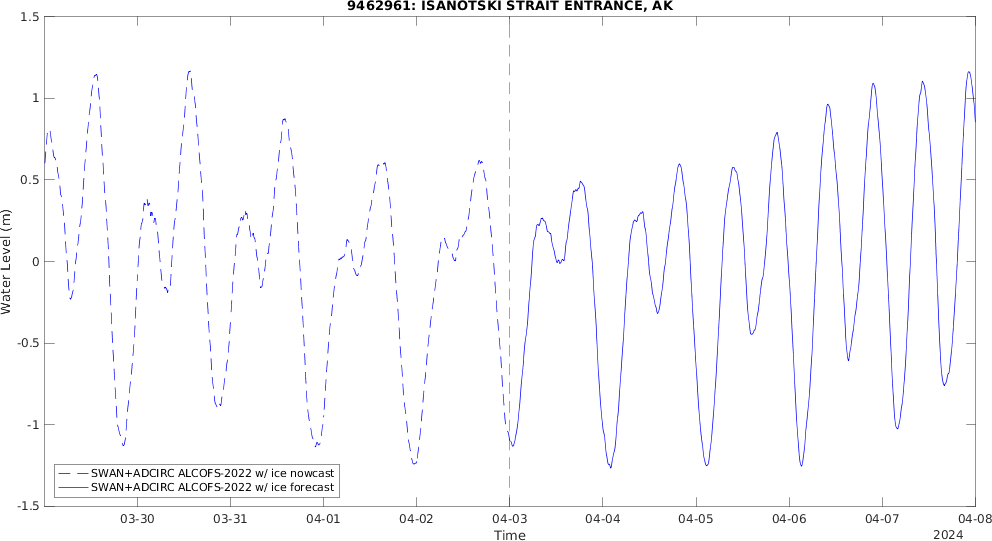 9462961: ISANOTSKI STRAIT ENTRANCE, AK
1.5
1
0.5
0
-0.5
-1
-1.5
Water Level (m)
SWAN+ADCIRC ALCOFS-2022 w/ ice nowcast
SWAN+ADCIRC ALCOFS-2022 w/ ice forecast
03-30 03-31 04-01 04-02 04-03 04-04 04-05 04-06 04-07 04-08
Time
2024